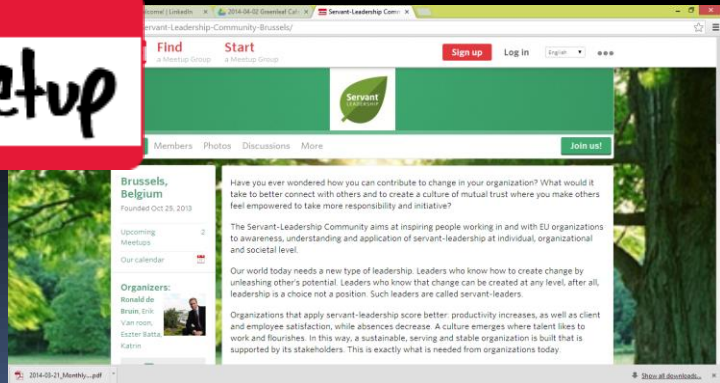 2014-04-02 Greenleaf
Servant-Leadership Comm
ervant-Leadership-Community-Brussels/
Find
a Meetup Group
Start
a Meetup Group
Sign up
Log in
English
etup
Servant
LEADERSHIP
Members
Photos
Discussions
More
Join us!
Brussels,
Belgium
Founded Oct 25, 2013
Upcoming 2
Meetups
Our calendar
Organizers:
Ronald de
Bruin, Erik
Van roon,
Eszter Batta,
Katrin
Have you ever wondered how you can contribute to change in your organization? What would it
take to better connect with others and to create a culture of mutual trust where you make others
feel empowered to take more responsibility and initiative?
The Servant-Leadership Community aims at inspiring people working in and with EU organizations
to awareness, understanding and application of servant-leadership at individual, organizational
and societal level.
Our world today needs a new type of leadership. Leaders who know how to create change by
unleashing other's potential. Leaders who know that change can be created at any level, after all,
leadership is a choice not a position. Such leaders are called servant-leaders.
Organizations that apply servant-leadership score better: productivity increases, as well as client
and employee satisfaction, while absences decrease. A culture emerges where talent likes to
work and flourishes. In this way, a sustainable, serving and stable organization is built that is
supported by its stakeholders. This is exactly what is needed from organizations today.
2014-03-21_Monthly....pdf
Show all downloads...